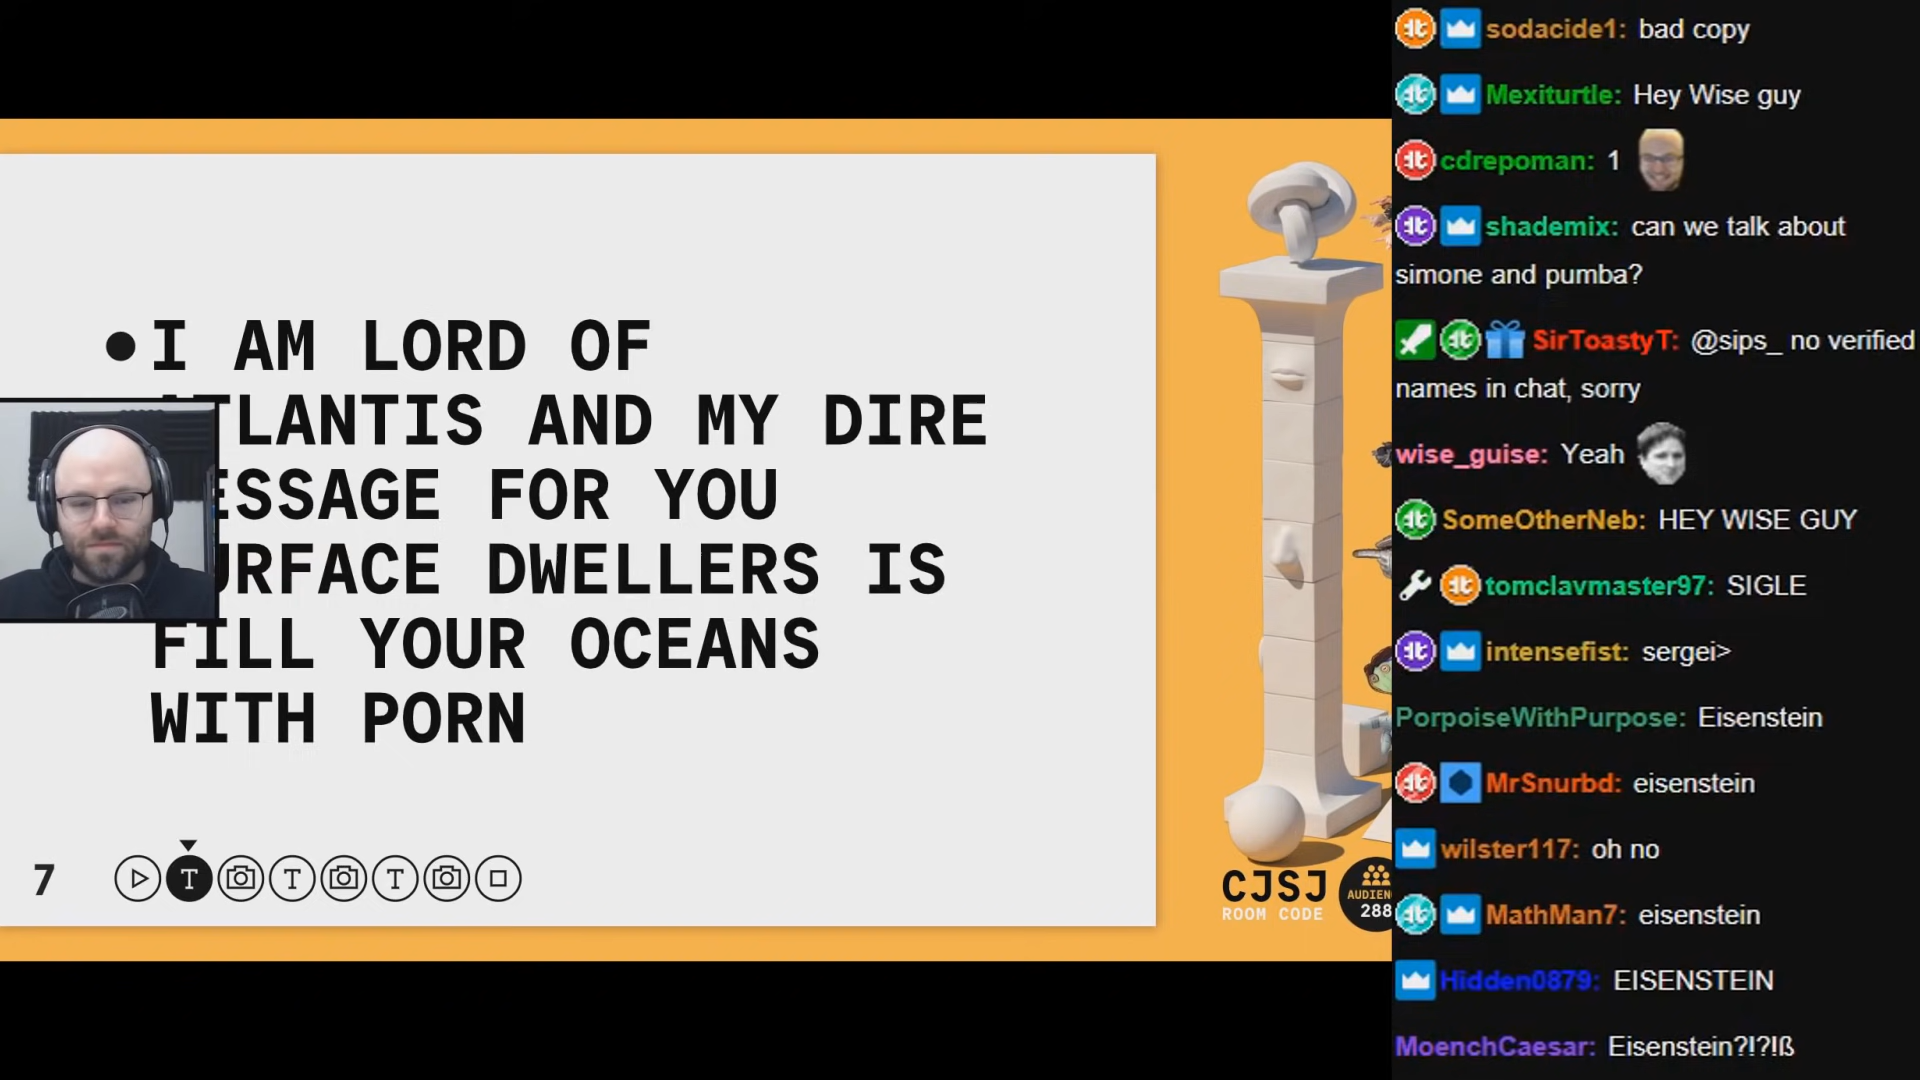 I AM LORD OF
TLANTIS AND MY DIRE
ESSAGE FOR YOU
URFACE DWELLERS IS
FILL YOUR OCEANS
WITH PORN
7
T
T
T
CJSJ
ROOM CODE
AUDIEN
288
sodacide1: bad copy
Mexiturtle: Hey Wise guy
cdrepoman: 1
shademix: can we talk about
simone and pumba?
SirToastyT: @sips_ no verified
names in chat, sorry
wise_guise: Yeah
SomeOtherNeb: HEY WISE GUY
tomclavmaster97: SIGLE
intensefist: sergei>
PorpoiseWithPurpose: Eisenstein
MrSnurbd: eisenstein
wilster117: oh no
MathMan7: eisenstein
Hidden0879: EISENSTEIN
MoenchCaesar: Eisenstein?!?!ß